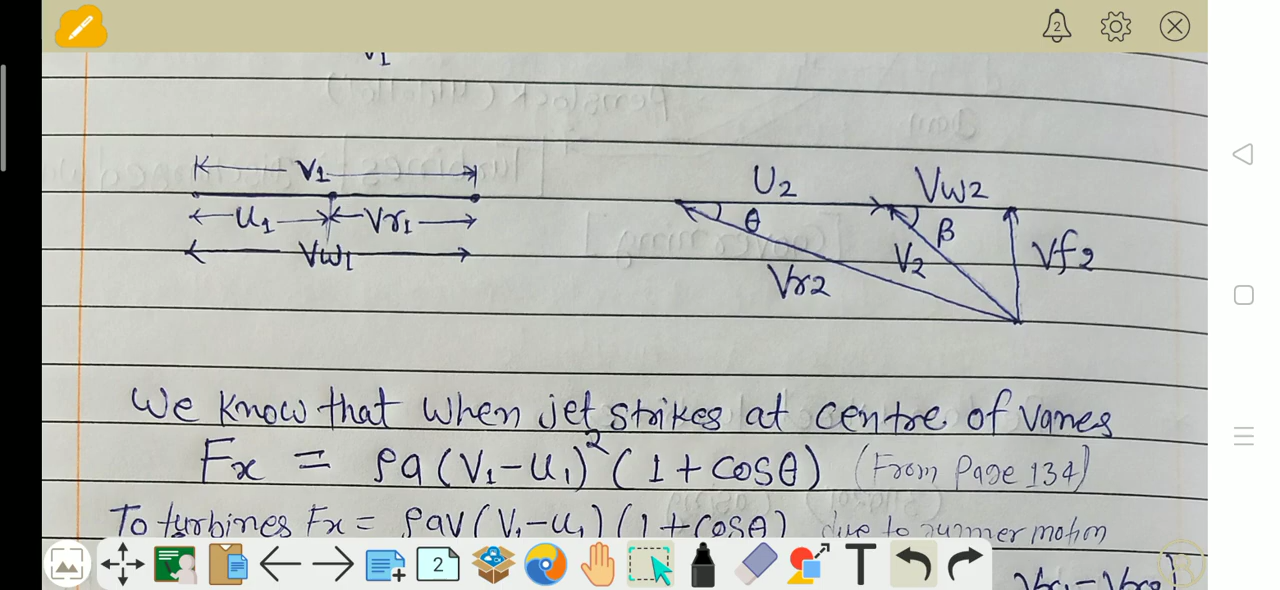 2
V1
V1
U2
Vw2
u1
Vr1
θ
β
Vf2
Vw1
V2
Vr2
We know that when jet strikes at centre of vanes
Fx = ρa(V1-u1)² (1+cosθ) (From Page 134)
To turbines Fx = ρaV(V1-u1)(1+cosθ) due to runner motion
2
T